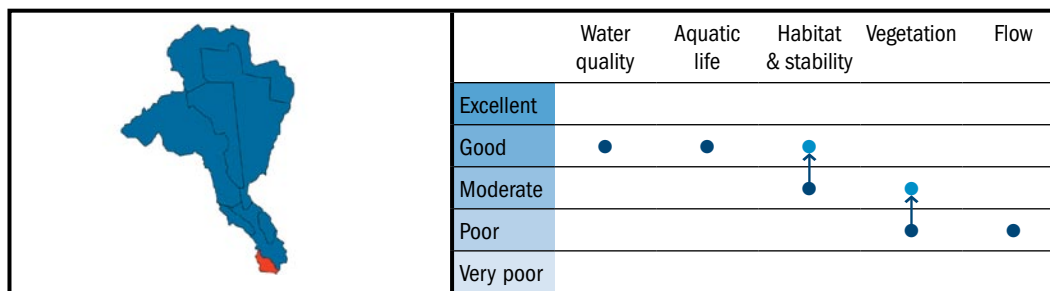 Water quality
Aquatic life
Habitat & stability
Vegetation
Flow
Excellent
Good
Moderate
Poor
Very poor